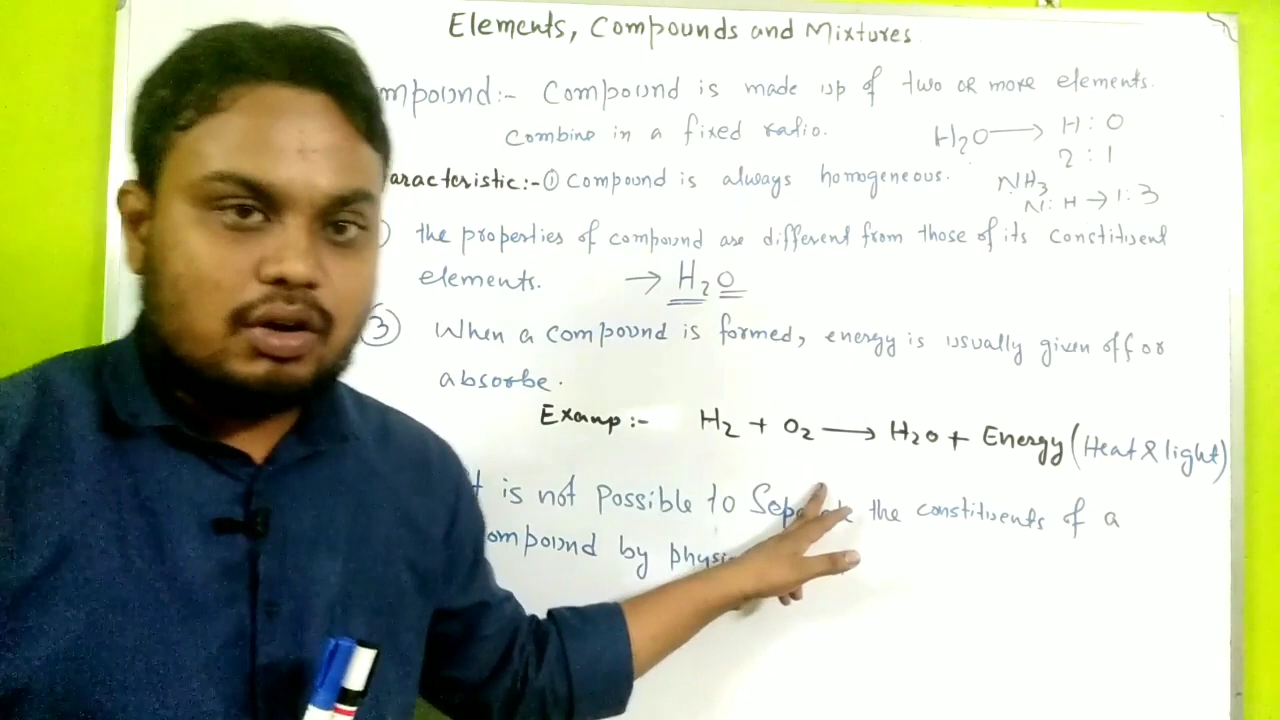 Elements, Compounds and Mixtures
mpound:- Compound is made up of two or more elements.
Combine in a fixed ratio.
H₂O → H : O
2 : 1
aracteristic:- ① Compound is always homogeneous.
NH₃
N : H → 1 : 3
the properties of compound are different from those of its constituent
elements. → H₂O
③ When a compound is formed, energy is usually given off or
absorbe.
Examp:- H₂ + O₂ → H₂O + Energy (Heat & light)
t is not possible to the constituents of a
ompound by